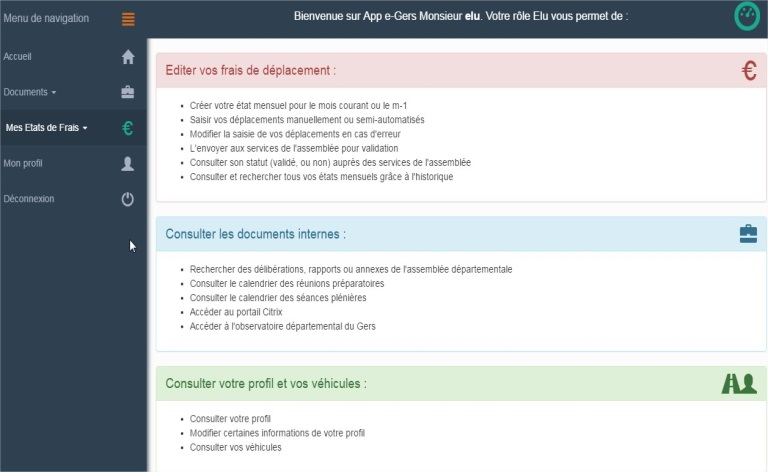 Menu de navigation
Bienvenue sur App e-Gers Monsieur elu. Votre rôle Elu vous permet de :
Accueil
Documents
Mes Etats de Frais
Mon profil
Déconnexion
Editer vos frais de déplacement :
Créer votre état mensuel pour le mois courant ou le m-1
Saisir vos déplacements manuellement ou semi-automatisés
Modifier la saisie de vos déplacements en cas d'erreur
L'envoyer aux services de l'assemblée pour validation
Consulter son statut (validé, ou non) auprès des services de l'assemblée
Consulter et rechercher tous vos états mensuels grâce à l'historique
Consulter les documents internes :
Rechercher des délibérations, rapports ou annexes de l'assemblée départementale
Consulter le calendrier des réunions préparatoires
Consulter le calendrier des séances plénières
Accéder au portail Citrix
Accéder à l'observatoire départemental du Gers
Consulter votre profil et vos véhicules :
Consulter votre profil
Modifier certaines informations de votre profil
Consulter vos véhicules